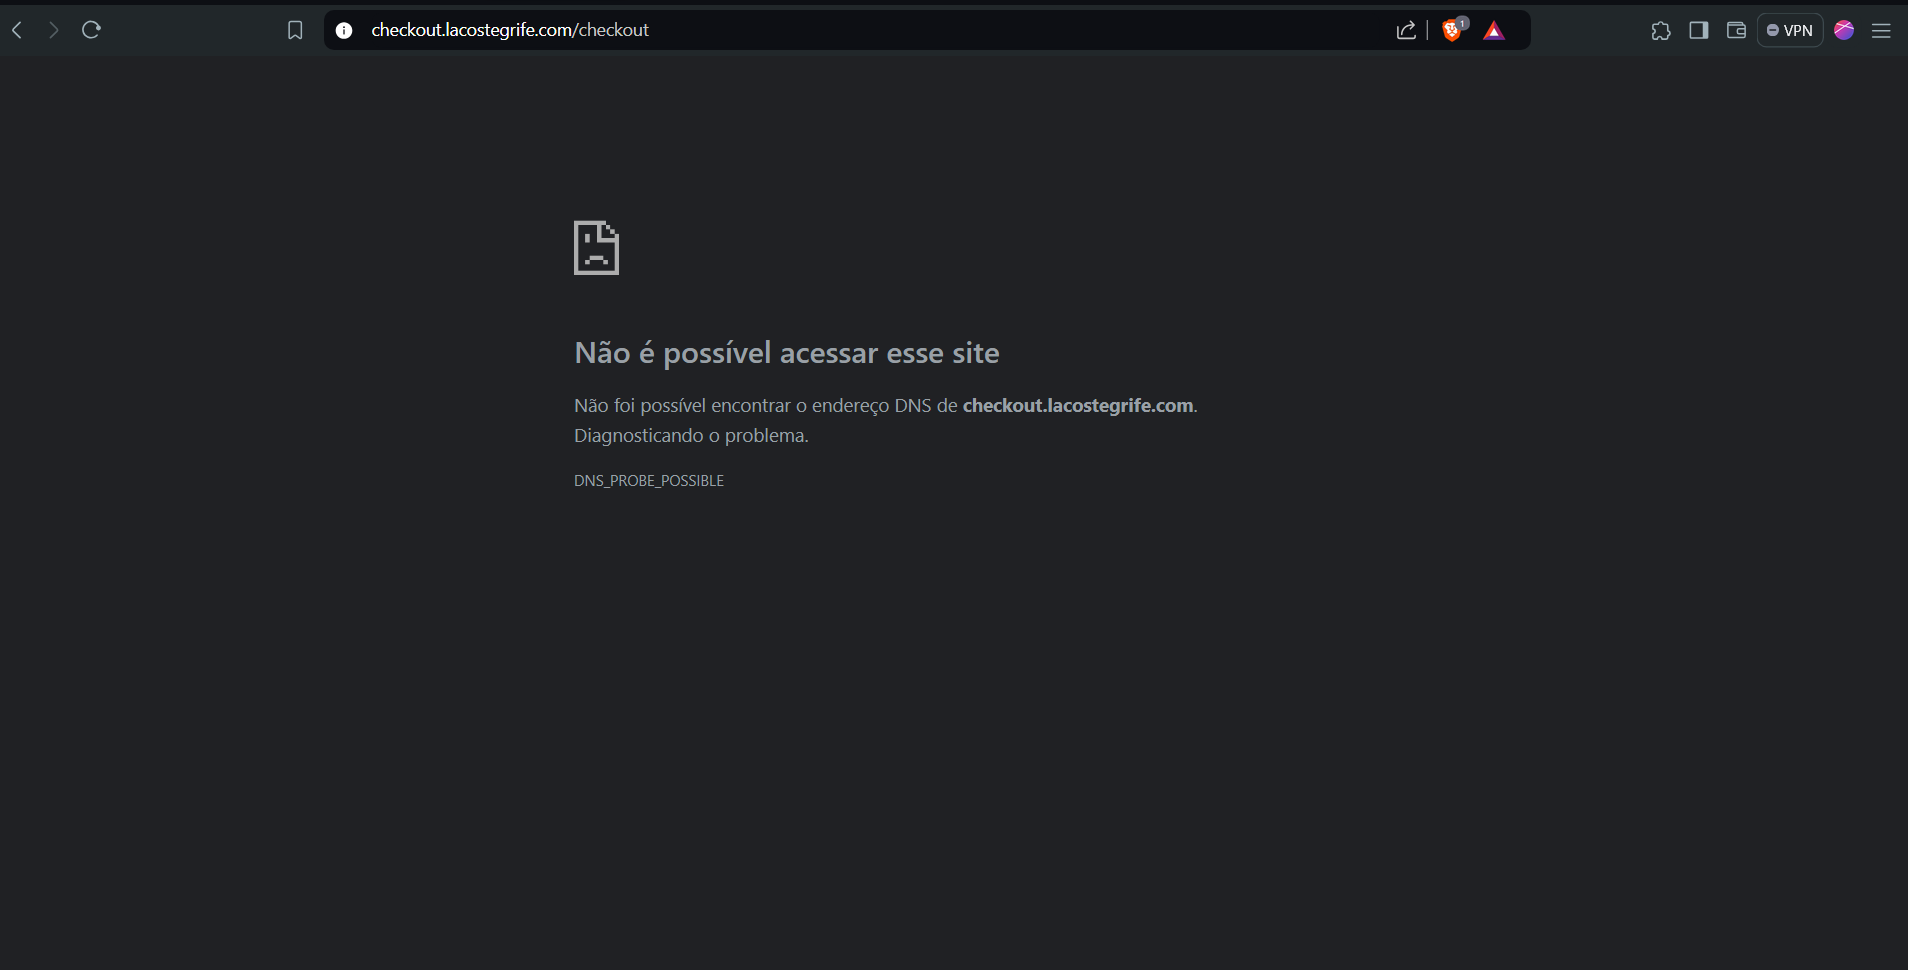 checkout.lacostegrife.com/checkout
1
VPN
Não é possível acessar esse site
Não foi possível encontrar o endereço DNS de checkout.lacostegrife.com.
Diagnosticando o problema.
DNS_PROBE_POSSIBLE